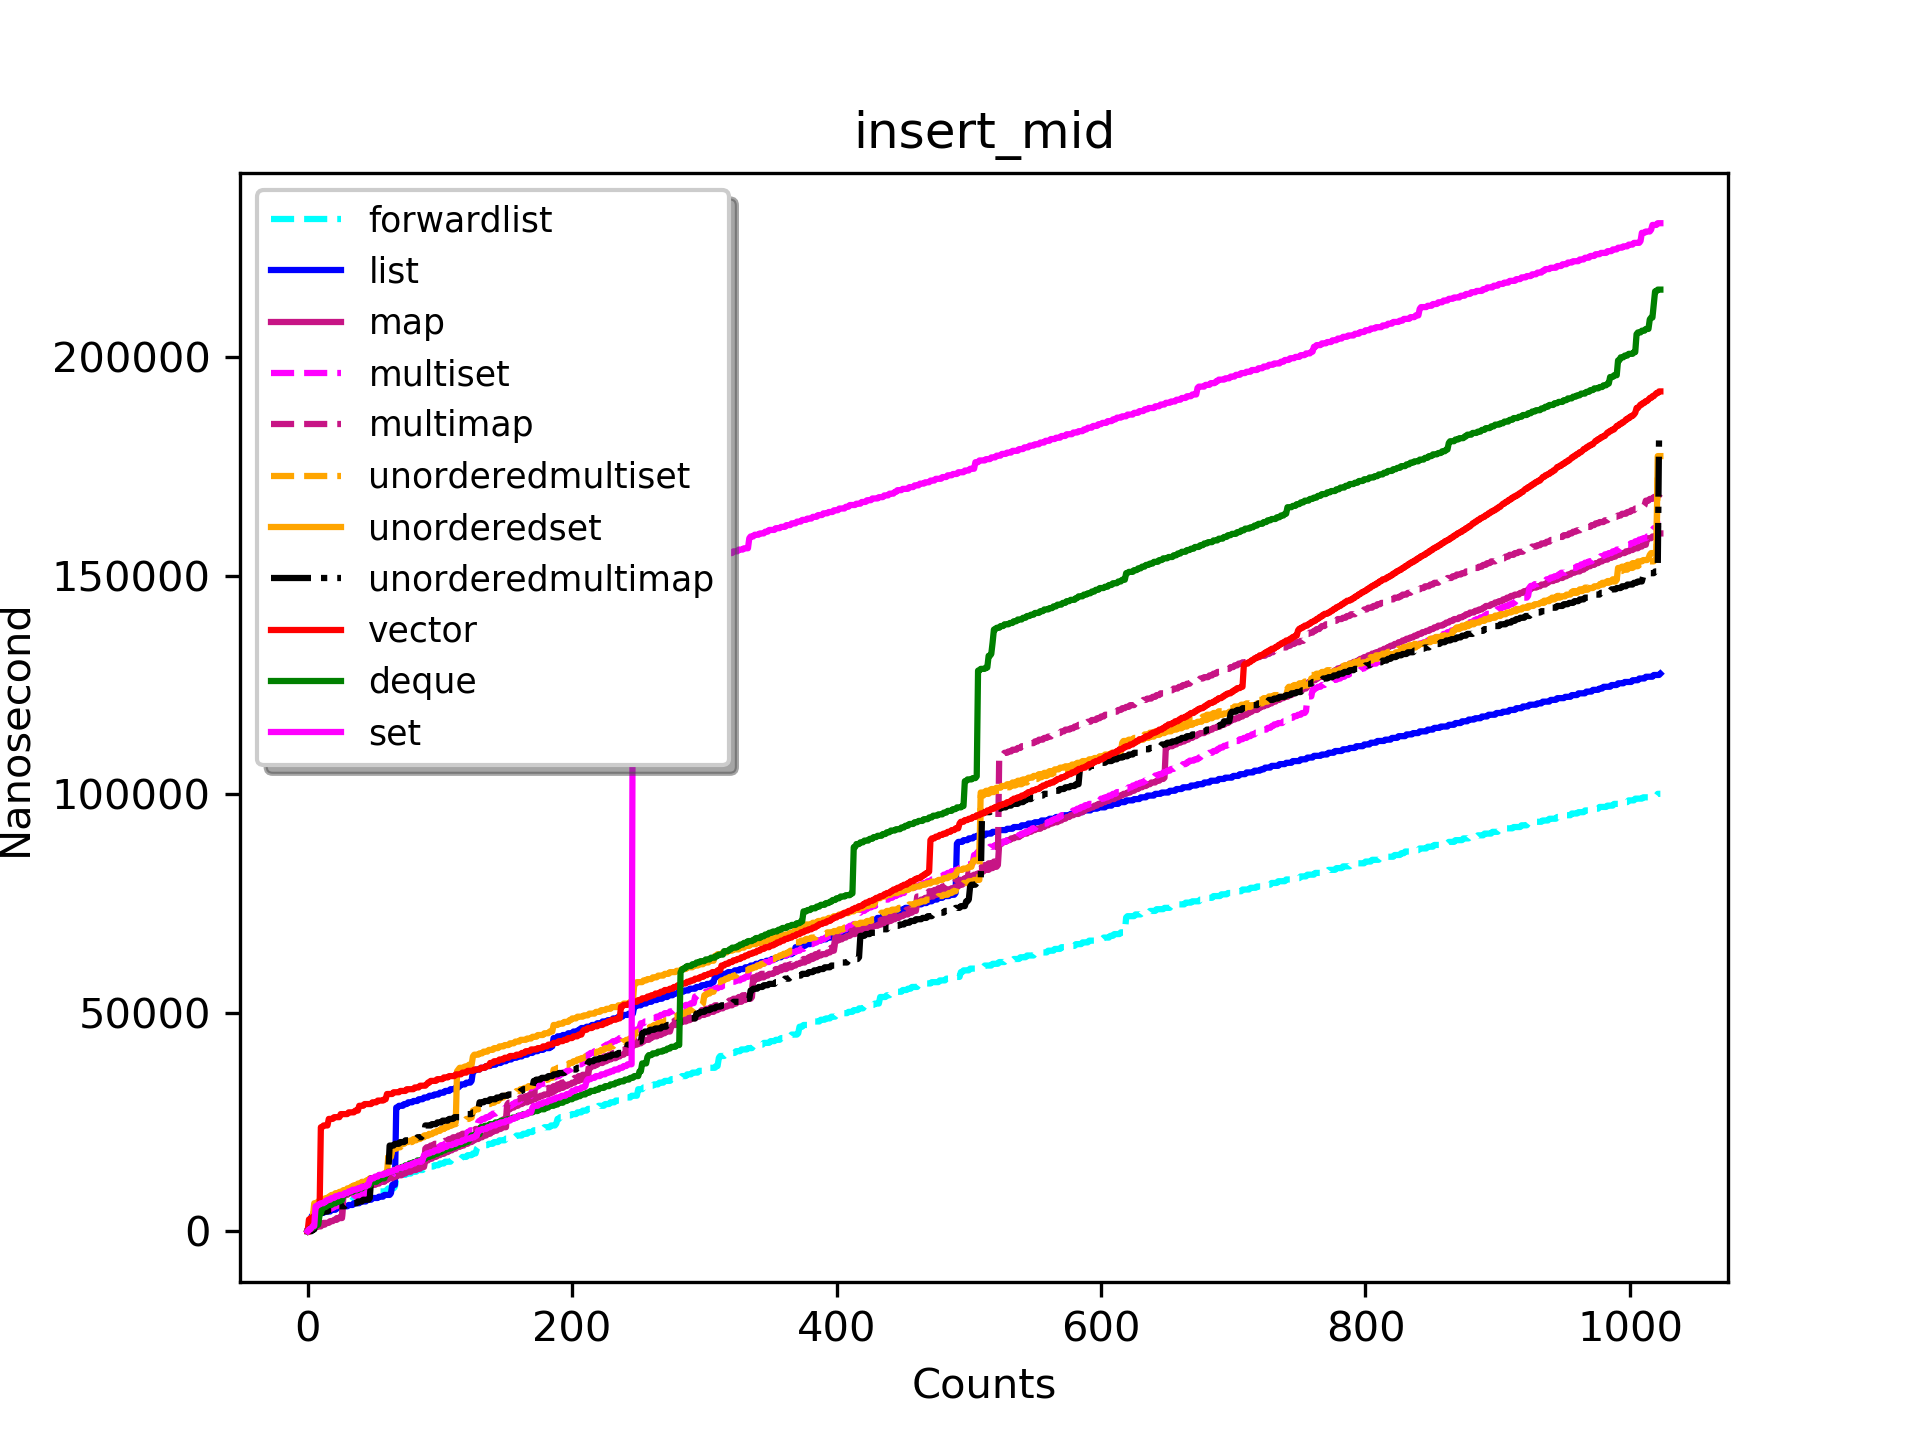 insert_mid
forwardlist
list
map
multiset
multimap
unorderedmultiset
unorderedset
unorderedmultimap
vector
deque
set
Nanosecond
200000
150000
100000
50000
0
0 200 400 600 800 1000
Counts